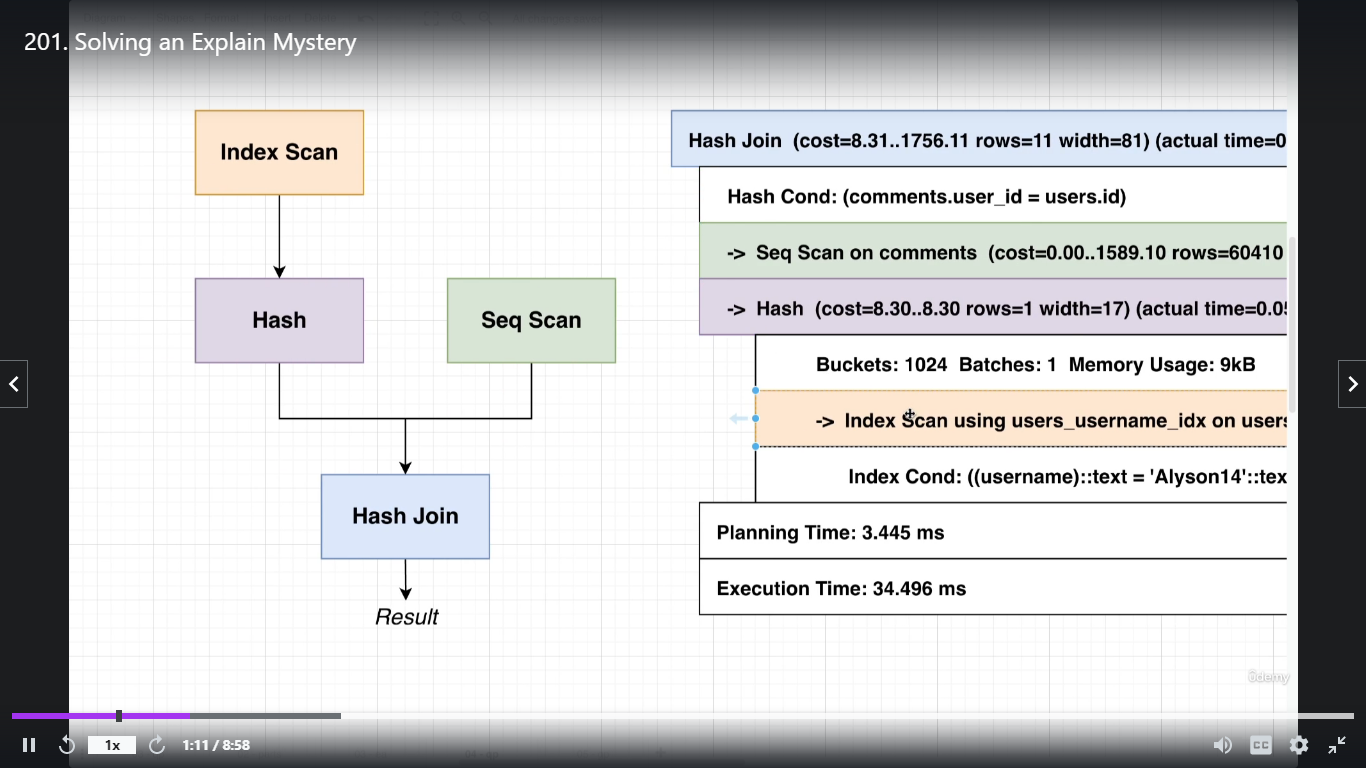 201. Solving an Explain Mystery
Index Scan
Hash
Seq Scan
Hash Join
Result
Hash Join (cost=8.31..1756.11 rows=11 width=81) (actual time=0
Hash Cond: (comments.user_id = users.id)
-> Seq Scan on comments (cost=0.00..1589.10 rows=60410
-> Hash (cost=8.30..8.30 rows=1 width=17) (actual time=0.05
Buckets: 1024 Batches: 1 Memory Usage: 9kB
-> Index Scan using users_username_idx on users
Index Cond: ((username)::text = 'Alyson14'::tex
Planning Time: 3.445 ms
Execution Time: 34.496 ms
ûdemy
1x
1:11 / 8:58
CC